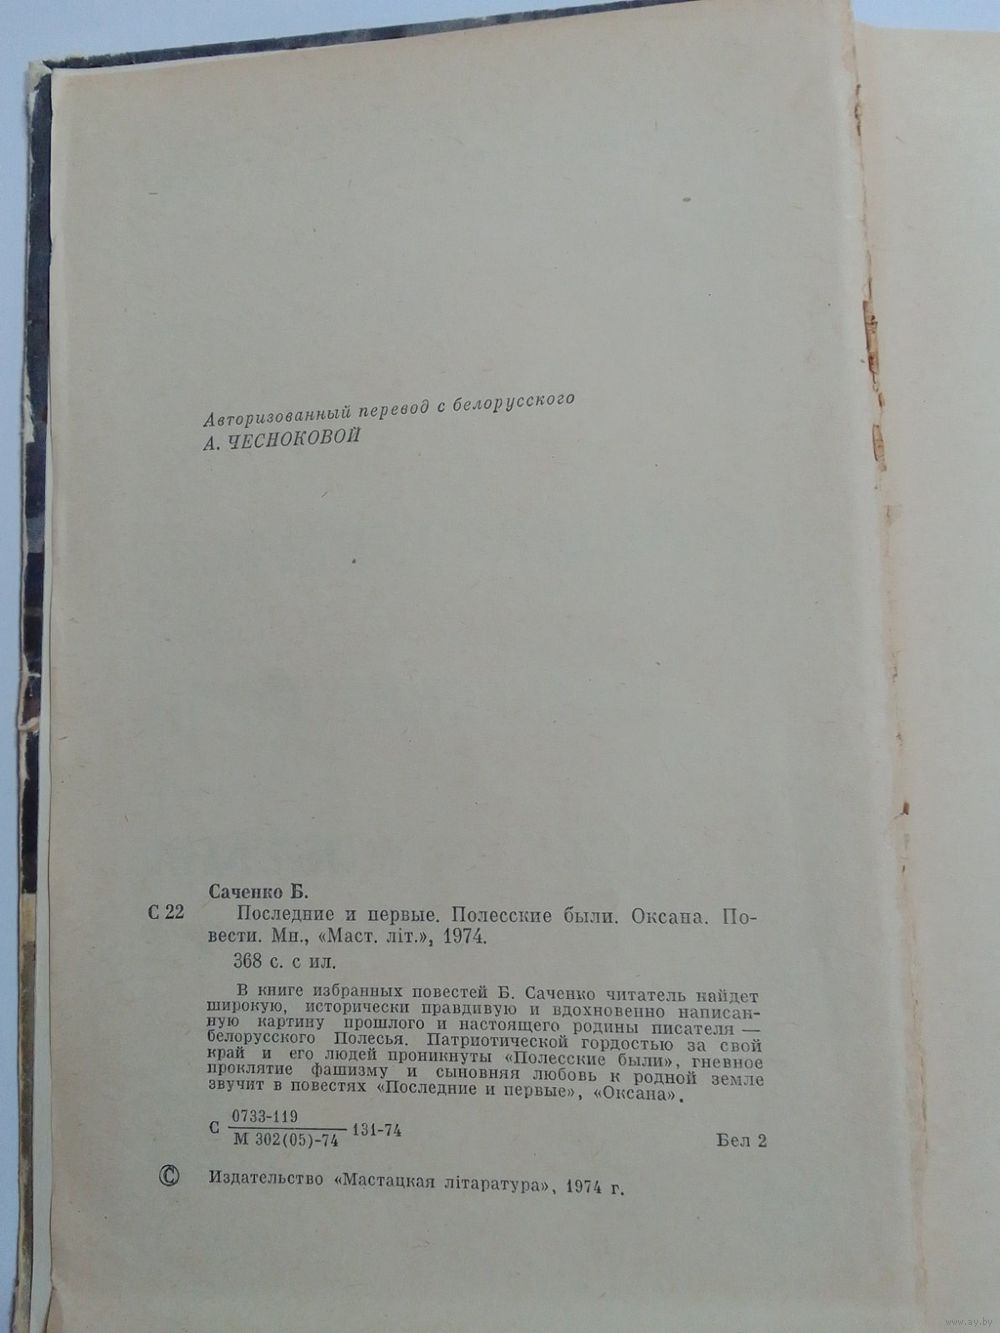 Авторизованный перевод с белорусского
А. ЧЕСНОКОВОЙ
Саченко Б.
С 22 Последние и первые. Полесские были. Оксана. По-
вести. Мн., «Маст. літ.», 1974.
368 с. с ил.
В книге избранных повестей Б. Саченко читатель найдет
широкую, исторически правдивую и вдохновенно написан-
ную картину прошлого и настоящего родины писателя —
белорусского Полесья. Патриотической гордостью за свой
край и его людей проникнуты «Полесские были», гневное
проклятие фашизму и сыновняя любовь к родной земле
звучит в повестях «Последние и первые», «Оксана».
0733-119
С 131-74
М 302(05)-74
Бел 2
© Издательство «Мастацкая літаратура», 1974 г.
www.ay.by